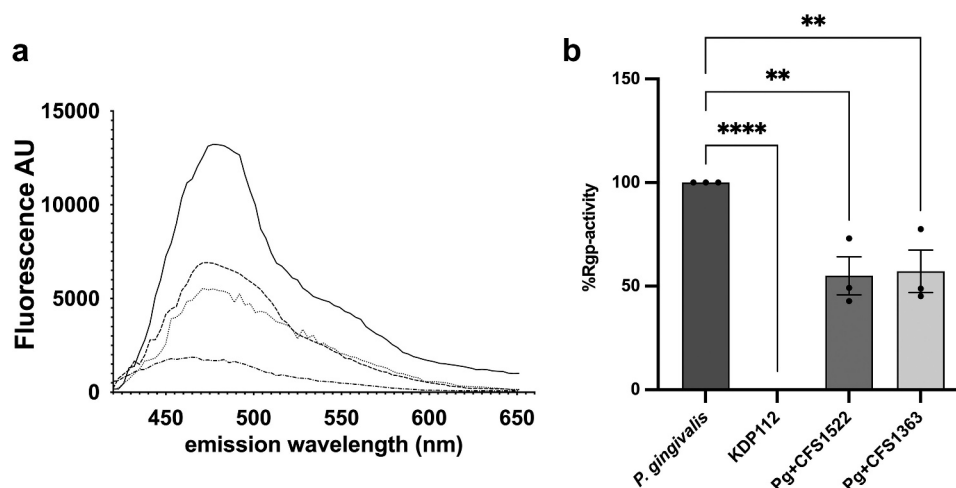 a
Fluorescence AU
15000
10000
5000
0
450 500 550 600 650
emission wavelength (nm)
b
%Rgp-activity
150
100
50
0
**
**
****
P. gingivalis
KDP112
Pg+CFS1522
Pg+CFS1363